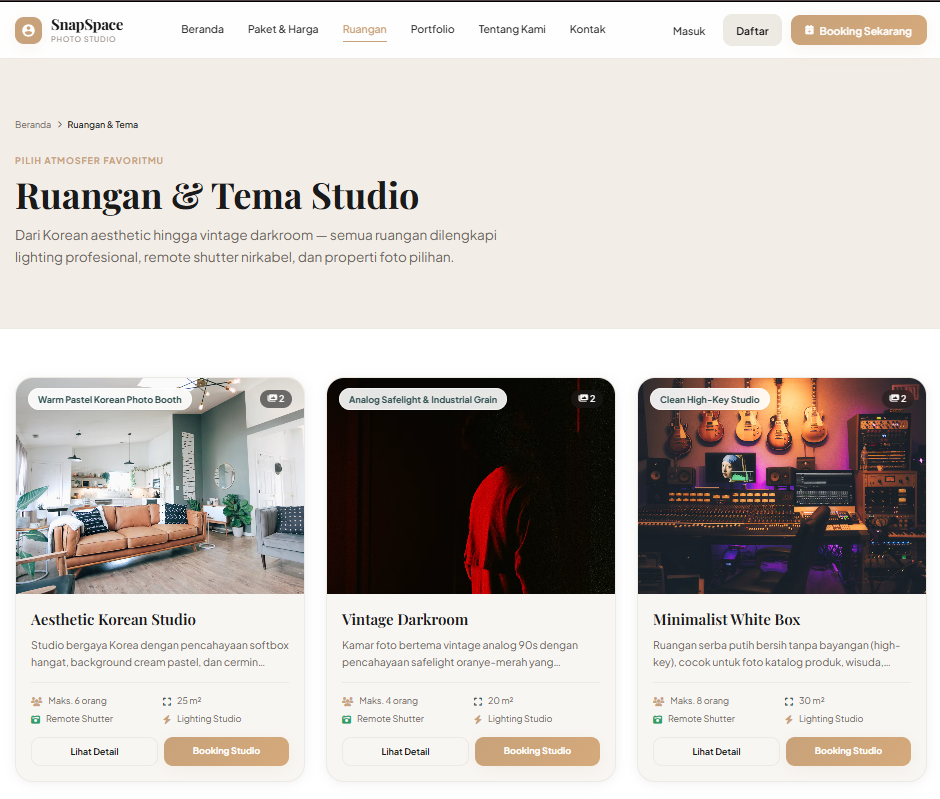 SnapSpace
PHOTO STUDIO
Beranda
Paket & Harga
Ruangan
Portfolio
Tentang Kami
Kontak
Masuk
Daftar
Booking Sekarang
Beranda > Ruangan & Tema
PILIH ATMOSFER FAVORITMU
Ruangan & Tema Studio
Dari Korean aesthetic hingga vintage darkroom — semua ruangan dilengkapi
lighting profesional, remote shutter nirkabel, dan properti foto pilihan.
Warm Pastel Korean Photo Booth
2
Aesthetic Korean Studio
Studio bergaya Korea dengan pencahayaan softbox
hangat, background cream pastel, dan cermin...
Maks. 6 orang
25 m²
Remote Shutter
Lighting Studio
Lihat Detail
Booking Studio
Analog Safelight & Industrial Grain
2
Vintage Darkroom
Kamar foto bertema vintage analog 90s dengan
pencahayaan safelight oranye-merah yang...
Maks. 4 orang
20 m²
Remote Shutter
Lighting Studio
Lihat Detail
Booking Studio
Clean High-Key Studio
2
Minimalist White Box
Ruangan serba putih bersih tanpa bayangan (high-
key), cocok untuk foto katalog produk, wisuda,...
Maks. 8 orang
30 m²
Remote Shutter
Lighting Studio
Lihat Detail
Booking Studio